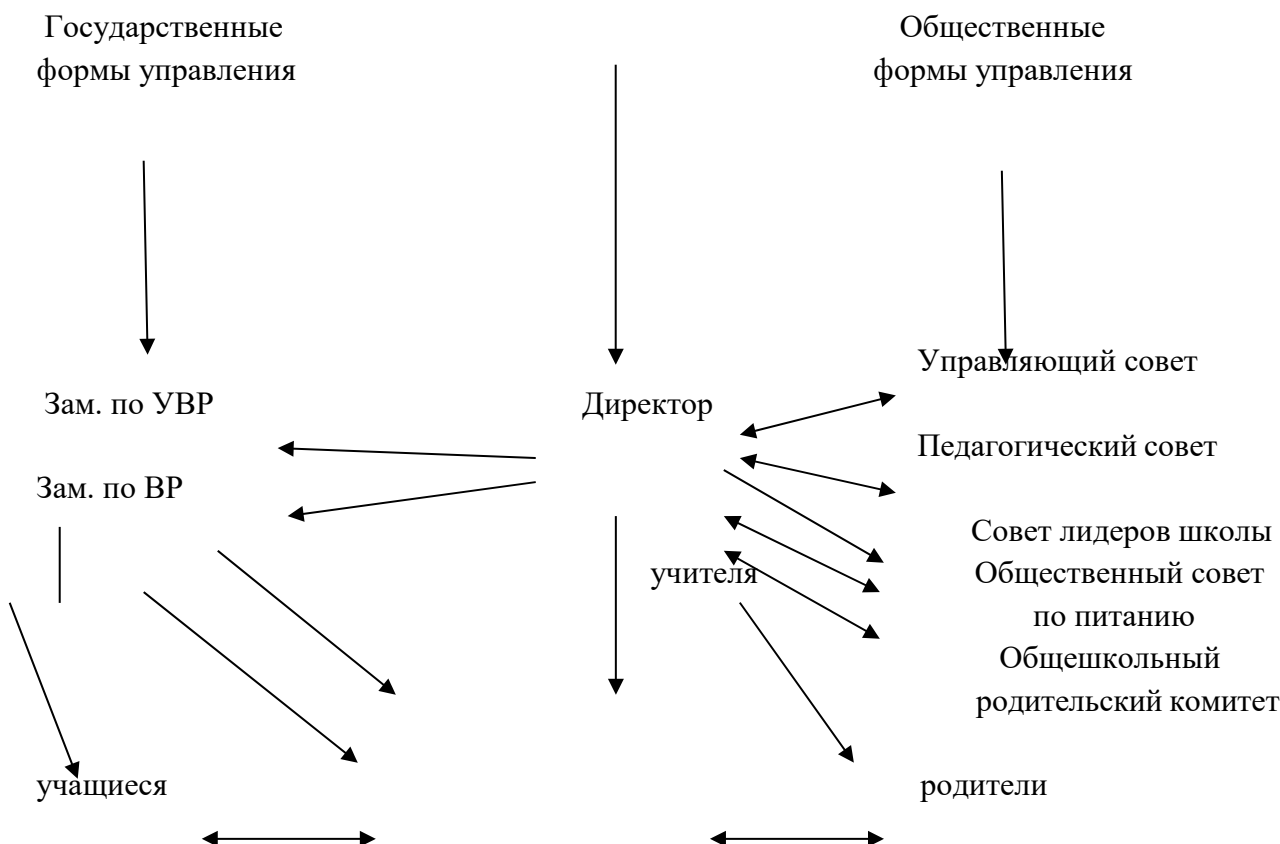 Государственные
формы управления
Общественные
формы управления
Управляющий совет
Зам. по УВР
Директор
Педагогический совет
Зам. по ВР
Совет лидеров школы
учителя
Общественный совет
по питанию
Общешкольный
родительский комитет
учащиеся
родители